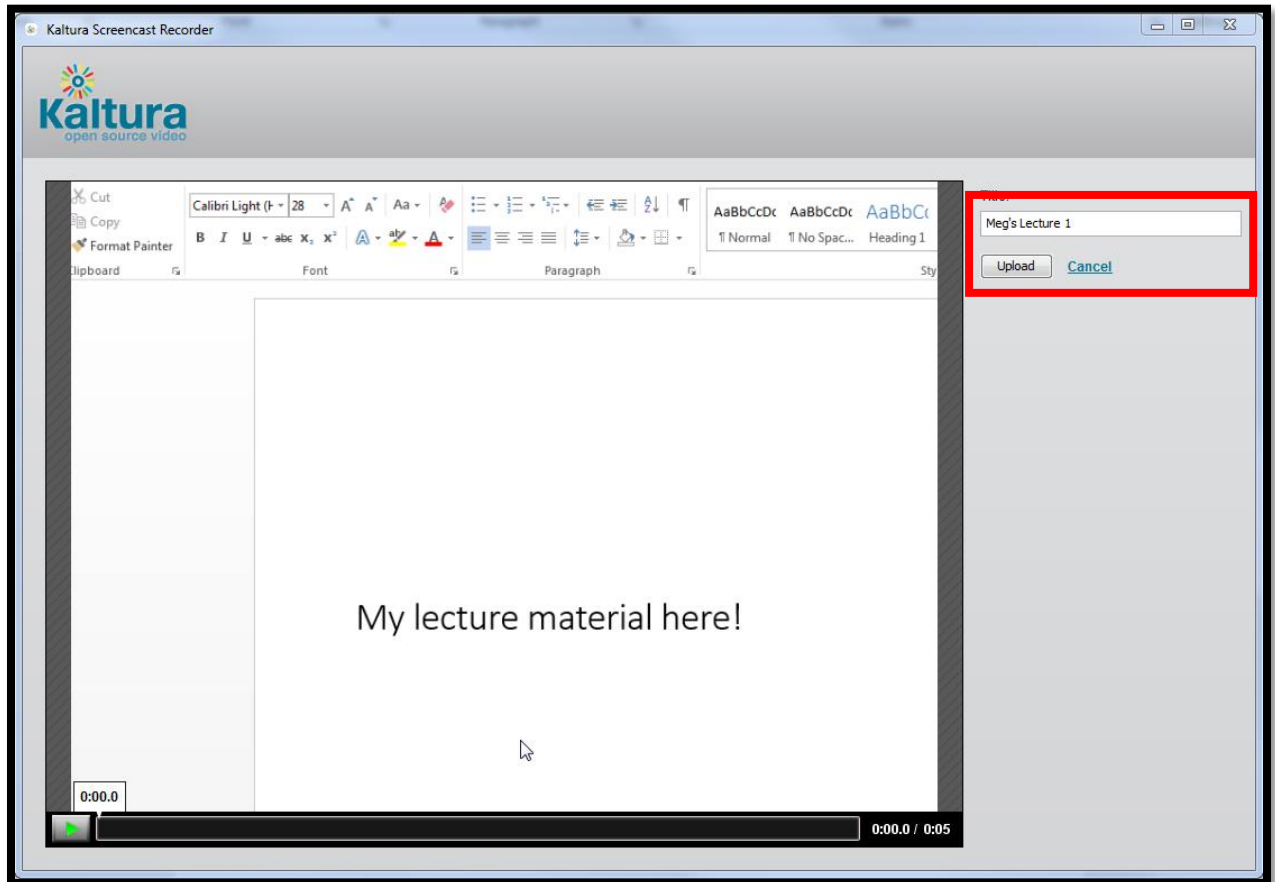 Kaltura Screencast Recorder
Kaltura
open source video
Cut
Copy
Format Painter
Clipboard
Calibri Light (H
28
Aa
B I U abc x₂ x²
Font
Paragraph
AaBbCcDc AaBbCcDc AaBbCc
¶ Normal ¶ No Spac... Heading 1
Sty
Title:
Meg's Lecture 1
Upload Cancel
My lecture material here!
0:00.0
0:00.0 / 0:05